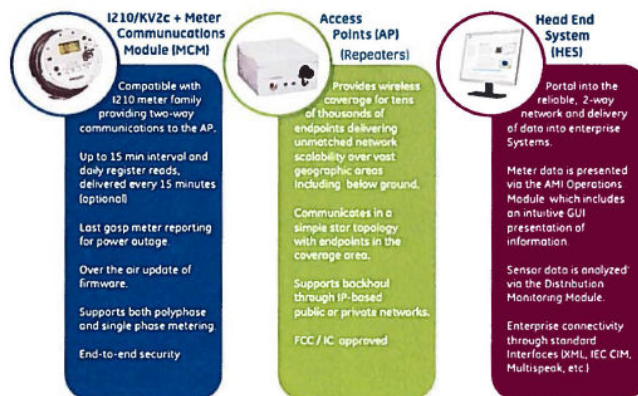 I210/KV2c + Meter
Communucations
Module (MCM)
Compatible with
I210 meter family
providing two-way
communications to the AP.
Up to 15 min interval and
daily register reads,
delivered every 15 minutes
(optional)
Last gasp meter reporting
for power outage.
Over the air update of
firmware.
Supports both polyphase
and single phase metering.
End-to-end security
Access
Points (AP)
(Repeaters)
Provides wireless
coverage for tens
of thousands of
endpoints delivering
unmatched network
scalability over vast
geographic areas
Including below ground.
Communicates in a
simple star topology
with endpoints in the
coverage area.
Supports backhaul
through IP-based
public or private networks.
FCC / IC approved
Head End
System
(HES)
Portal into the
reliable, 2-way
network and delivery
of data into enterprise
Systems.
Meter data is presented
via the AMI Operations
Module which includes
an intuitive GUI
presentation of
information.
Sensor data is analyzed
via the Distribution
Monitoring Module.
Enterprise connectivity
through standard
Interfaces (XML, IEC CIM,
Multispeak, etc.)